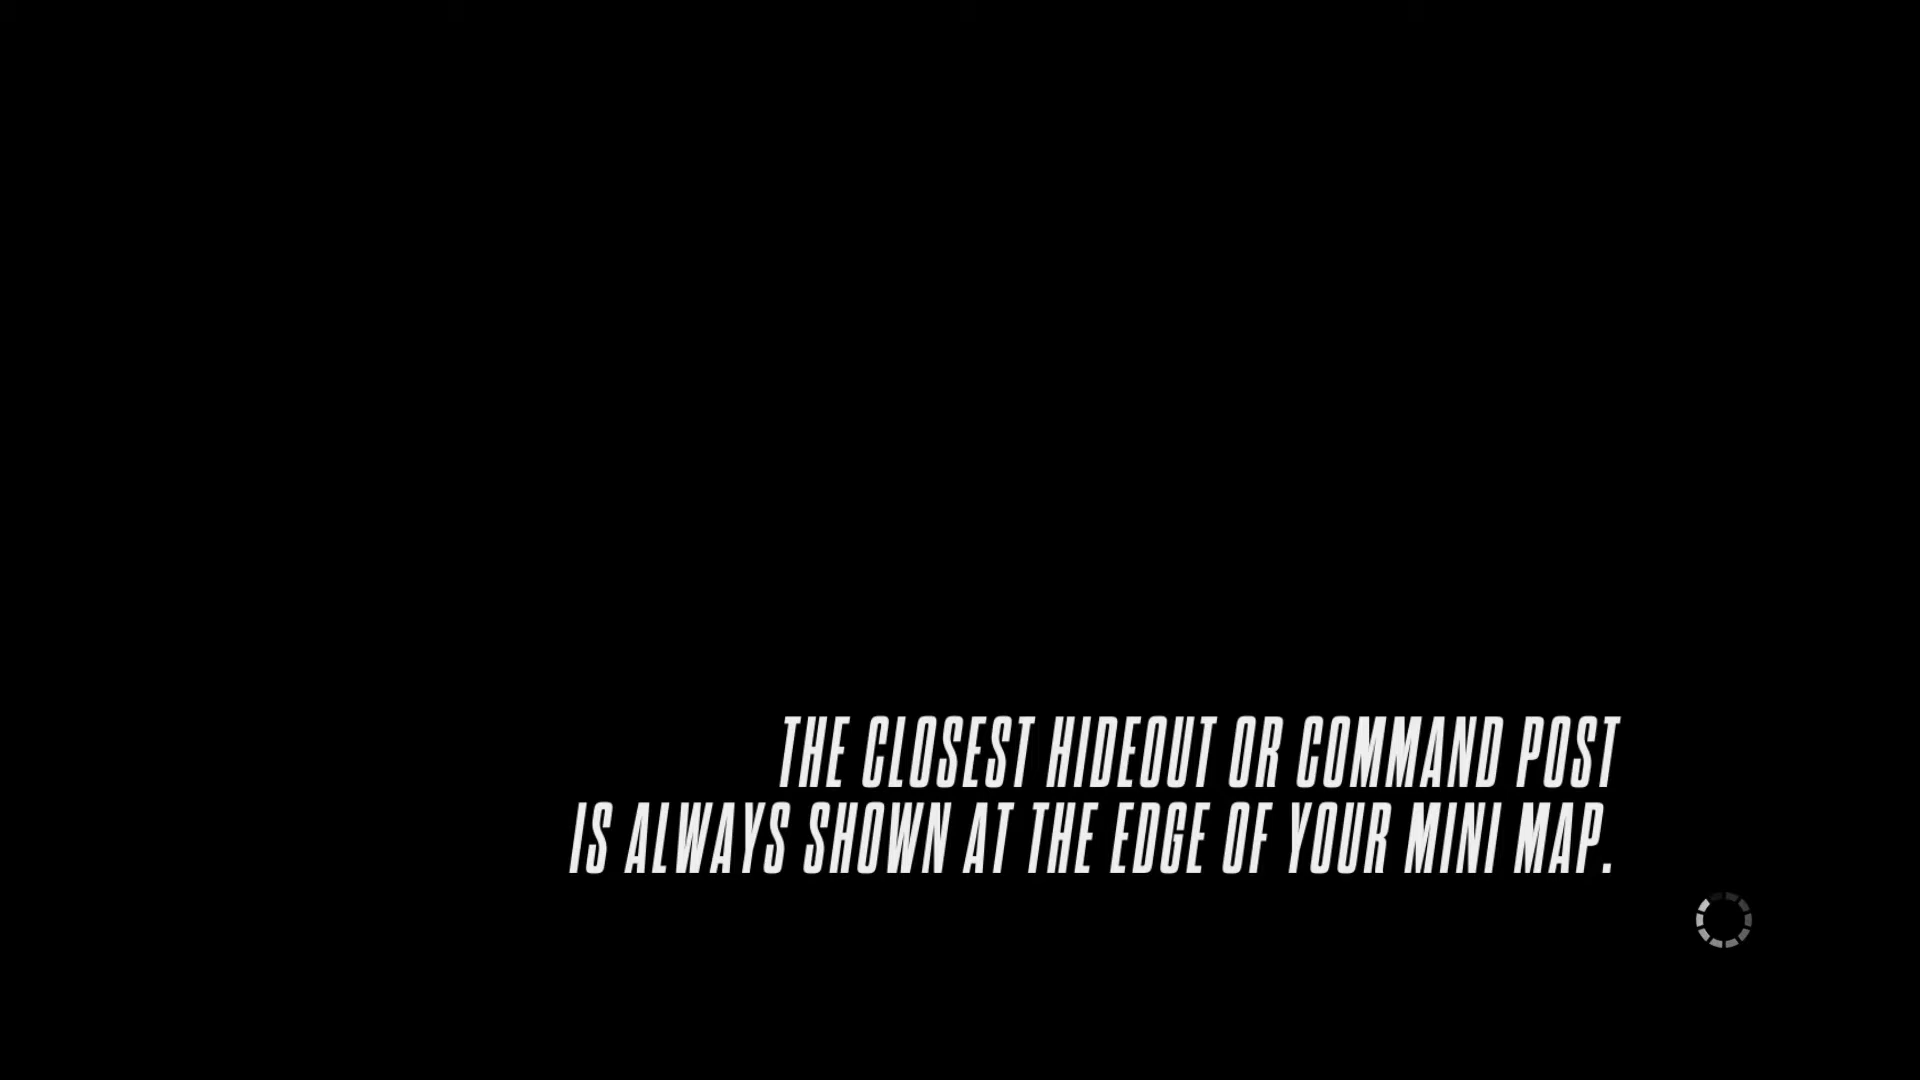 THE CLOSEST HIDEOUT OR COMMAND POST
IS ALWAYS SHOWN AT THE EDGE OF YOUR MINI MAP.